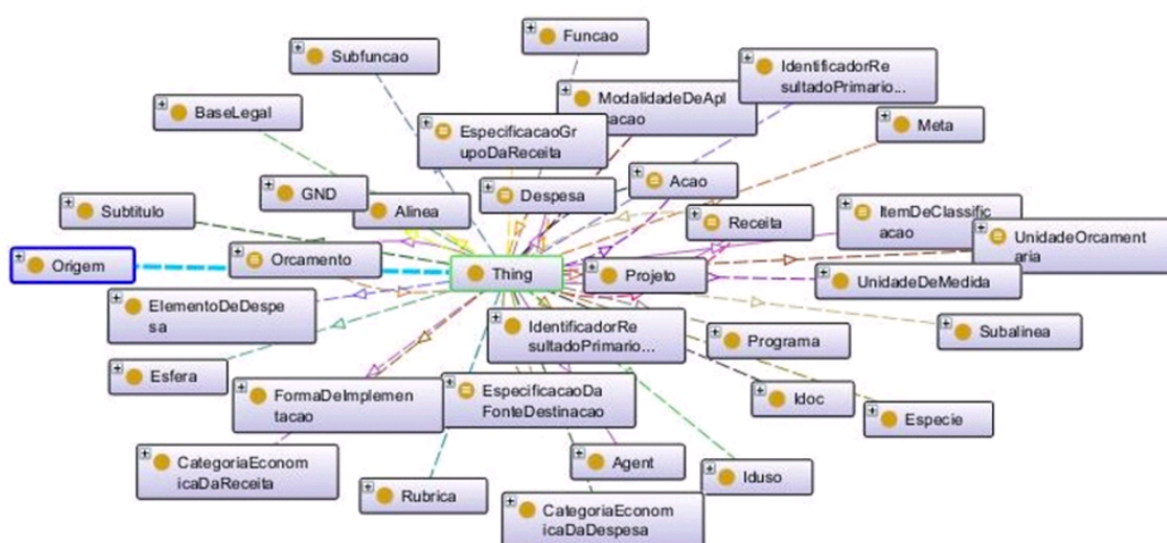 Funcao
Subfuncao
IdentificadorRe
sultadoPrimario...
BaseLegal
ModalidadeDeApl
acao
EspecificacaoGr
upoDaReceita
Meta
GND
Alinea
Despesa
Acao
Subtitulo
Receita
ItemDeClassific
acao
UnidadeOrcament
aria
Origem
Orcamento
Thing
Projeto
UnidadeDeMedida
ElementoDeDespe
sa
IdentificadorRe
sultadoPrimario...
Programa
Subalinea
Esfera
FormaDeImplemen
tacao
EspecificacaoDa
FonteDestinacao
Idoc
Especie
CategoriaEconom
icaDaReceita
Rubrica
Agent
Iduso
CategoriaEconom
icaDaDespesa